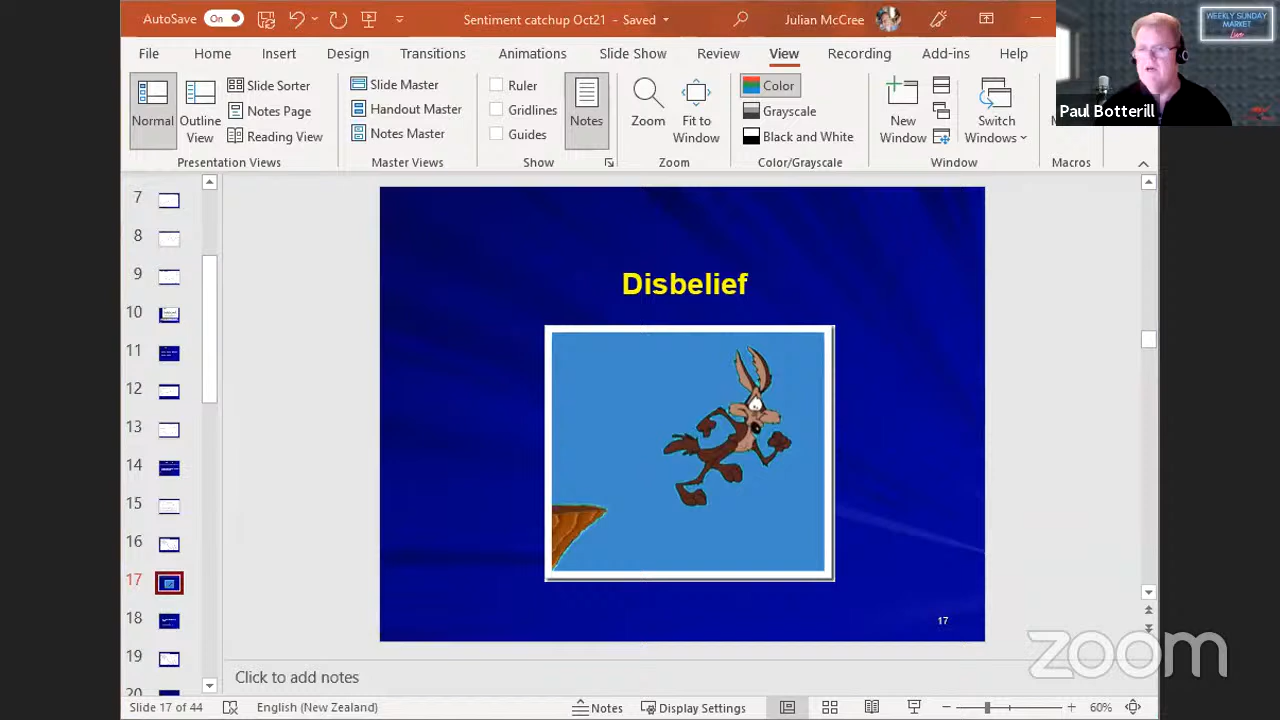 AutoSave On
Sentiment catchup Oct21 - Saved
Julian McCree
File Home Insert Design Transitions Animations Slide Show Review View Recording Add-ins Help
Normal
Outline View
Slide Sorter
Notes Page
Reading View
Presentation Views
Slide Master
Handout Master
Notes Master
Master Views
Ruler
Gridlines
Guides
Show
Notes
Zoom
Fit to Window
Zoom
Color
Grayscale
Black and White
Color/Grayscale
New Window
Switch Windows
Window
Macros
WEEKLY SUNDAY
MARKET
Live
Paul Botterill
7
8
9
10
11
12
13
14
15
16
17
18
19
20
Disbelief
17
zoom
Click to add notes
Slide 17 of 44 English (New Zealand) Notes Display Settings 60%